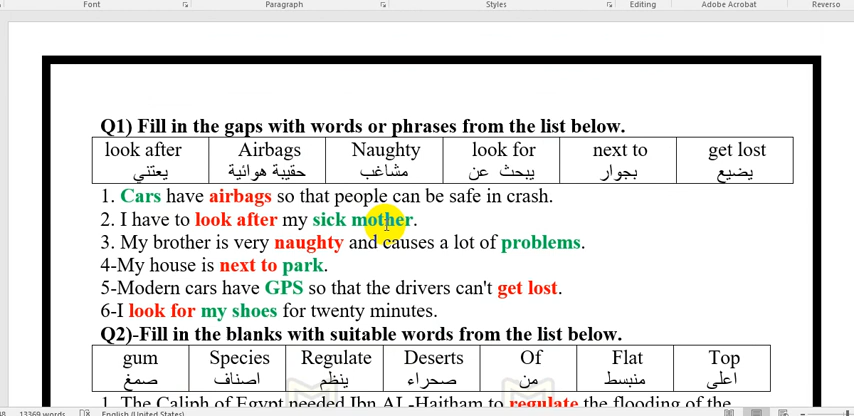 Font Paragraph Styles Editing Adobe Acrobat Reverso
Q1) Fill in the gaps with words or phrases from the list below.
look after Airbags Naughty look for next to get lost
يعتني حقيبة هوائية مشاغب يبحث عن بجوار يضيع
1. Cars have airbags so that people can be safe in crash.
2. I have to look after my sick mother.
3. My brother is very naughty and causes a lot of problems.
4-My house is next to park.
5-Modern cars have GPS so that the drivers can't get lost.
6-I look for my shoes for twenty minutes.
Q2)-Fill in the blanks with suitable words from the list below.
gum Species Regulate Deserts Of Flat Top
صمغ اصناف ينظم صحراء من منبسط اعلى
1. The Caliph of Egypt needed Ibn AL-Haitham to regulate the flooding of the
48 13369 words English (United States)